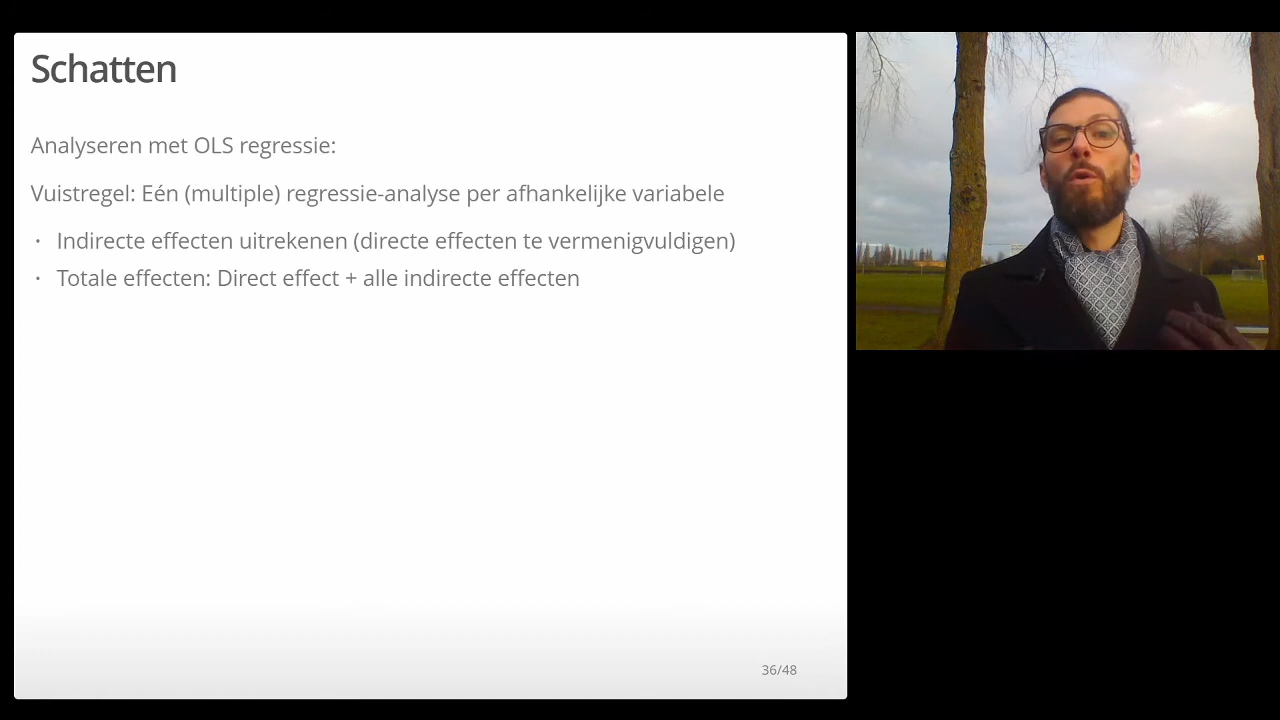 Schatten
Analyseren met OLS regressie:
Vuistregel: Eén (multiple) regressie-analyse per afhankelijke variabele
· Indirecte effecten uitrekenen (directe effecten te vermenigvuldigen)
· Totale effecten: Direct effect + alle indirecte effecten
36/48